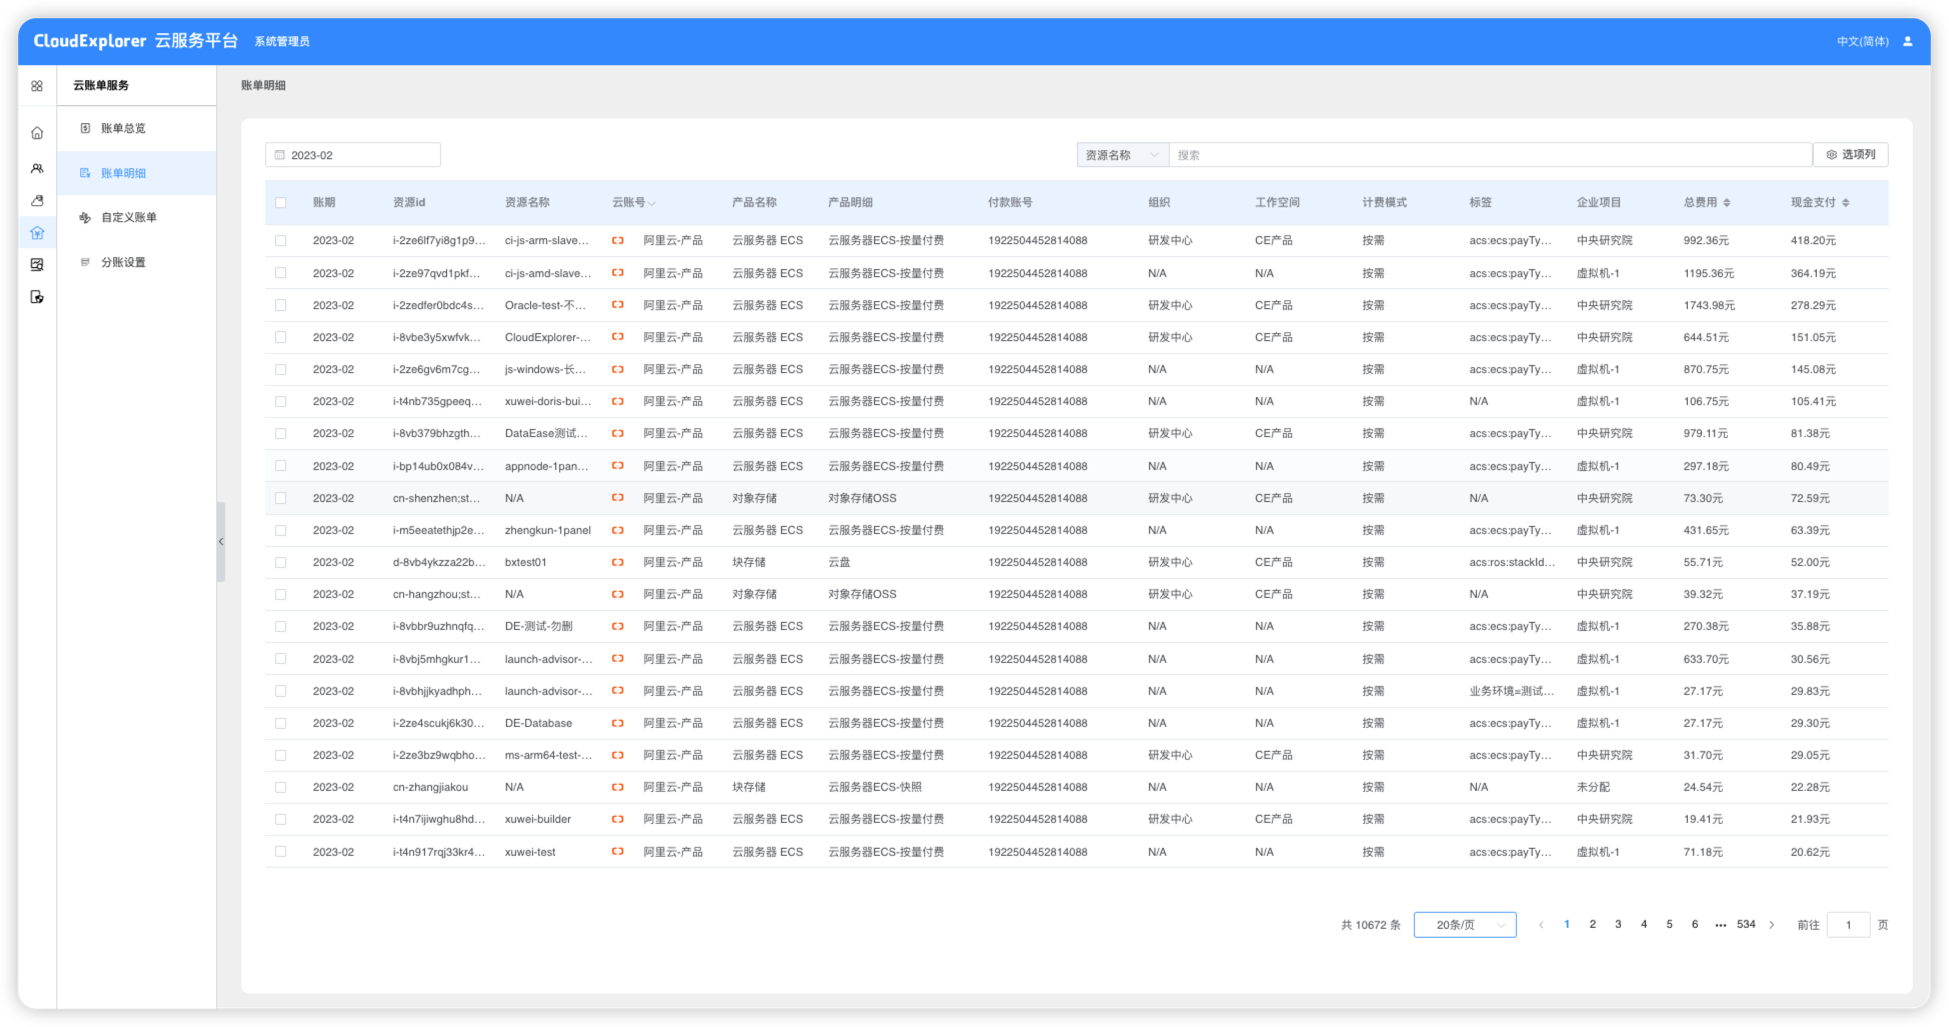 CloudExplorer 云服务平台 系统管理员 中文(简体)
云账单服务 账单明细
账单总览
账单明细
自定义账单
分账设置
2023-02 资源名称 搜索 选项列
账期 资源id 资源名称 云账号 产品名称 产品明细 付款账号 组织 工作空间 计费模式 标签 企业项目 总费用 现金支付
2023-02 i-2ze6lf7yi8g1p9... ci-js-arm-slave... 阿里云-产品 云服务器 ECS 云服务器ECS-按量付费 1922504452814088 研发中心 CE产品 按需 acs:ecs:payTy... 中央研究院 992.36元 418.20元
2023-02 i-2ze97qvd1pkf... ci-js-amd-slave... 阿里云-产品 云服务器 ECS 云服务器ECS-按量付费 1922504452814088 N/A N/A 按需 acs:ecs:payTy... 虚拟机-1 1195.36元 364.19元
2023-02 i-2zedfer0bdc4s... Oracle-test-不... 阿里云-产品 云服务器 ECS 云服务器ECS-按量付费 1922504452814088 研发中心 CE产品 按需 acs:ecs:payTy... 中央研究院 1743.98元 278.29元
2023-02 i-8vbe3y5xwfvk... CloudExplorer-... 阿里云-产品 云服务器 ECS 云服务器ECS-按量付费 1922504452814088 研发中心 CE产品 按需 acs:ecs:payTy... 中央研究院 644.51元 151.05元
2023-02 i-2ze6gv6m7cg... js-windows-长... 阿里云-产品 云服务器 ECS 云服务器ECS-按量付费 1922504452814088 N/A N/A 按需 acs:ecs:payTy... 虚拟机-1 870.75元 145.08元
2023-02 i-t4nb735gpeeq... xuwei-doris-bui... 阿里云-产品 云服务器 ECS 云服务器ECS-按量付费 1922504452814088 N/A N/A 按需 N/A 虚拟机-1 106.75元 105.41元
2023-02 i-8vb379bhzgth... DataEase测试... 阿里云-产品 云服务器 ECS 云服务器ECS-按量付费 1922504452814088 研发中心 CE产品 按需 acs:ecs:payTy... 中央研究院 979.11元 81.38元
2023-02 i-bp14ub0x084v... appnode-1pan... 阿里云-产品 云服务器 ECS 云服务器ECS-按量付费 1922504452814088 N/A N/A 按需 acs:ecs:payTy... 虚拟机-1 297.18元 80.49元
2023-02 cn-shenzhen;st... N/A 阿里云-产品 对象存储 对象存储OSS 1922504452814088 研发中心 CE产品 按需 N/A 中央研究院 73.30元 72.59元
2023-02 i-m5eeatethjp2e... zhengkun-1panel 阿里云-产品 云服务器 ECS 云服务器ECS-按量付费 1922504452814088 N/A N/A 按需 acs:ecs:payTy... 虚拟机-1 431.65元 63.39元
2023-02 d-8vb4ykzza22b... bxtest01 阿里云-产品 块存储 云盘 1922504452814088 研发中心 CE产品 按需 acs:ros:stackId... 中央研究院 55.71元 52.00元
2023-02 cn-hangzhou;st... N/A 阿里云-产品 对象存储 对象存储OSS 1922504452814088 研发中心 CE产品 按需 N/A 中央研究院 39.32元 37.19元
2023-02 i-8vbbr9uzhnqfq... DE-测试-勿删 阿里云-产品 云服务器 ECS 云服务器ECS-按量付费 1922504452814088 N/A N/A 按需 acs:ecs:payTy... 虚拟机-1 270.38元 35.88元
2023-02 i-8vbj5mhgkur1... launch-advisor-... 阿里云-产品 云服务器 ECS 云服务器ECS-按量付费 1922504452814088 N/A N/A 按需 acs:ecs:payTy... 虚拟机-1 633.70元 30.56元
2023-02 i-8vbhjjkyadhph... launch-advisor-... 阿里云-产品 云服务器 ECS 云服务器ECS-按量付费 1922504452814088 N/A N/A 按需 业务环境=测试... 虚拟机-1 27.17元 29.83元
2023-02 i-2ze4scukj6k30... DE-Database 阿里云-产品 云服务器 ECS 云服务器ECS-按量付费 1922504452814088 N/A N/A 按需 acs:ecs:payTy... 虚拟机-1 27.17元 29.30元
2023-02 i-2ze3bz9wqbho... ms-arm64-test-... 阿里云-产品 云服务器 ECS 云服务器ECS-按量付费 1922504452814088 研发中心 CE产品 按需 acs:ecs:payTy... 中央研究院 31.70元 29.05元
2023-02 cn-zhangjiakou N/A 阿里云-产品 块存储 云服务器ECS-快照 1922504452814088 N/A N/A 按需 N/A 未分配 24.54元 22.28元
2023-02 i-t4n7ijiwghu8hd... xuwei-builder 阿里云-产品 云服务器 ECS 云服务器ECS-按量付费 1922504452814088 研发中心 CE产品 按需 acs:ecs:payTy... 中央研究院 19.41元 21.93元
2023-02 i-t4n917rqj33kr4... xuwei-test 阿里云-产品 云服务器 ECS 云服务器ECS-按量付费 1922504452814088 N/A N/A 按需 acs:ecs:payTy... 虚拟机-1 71.18元 20.62元
共 10672 条 20条/页 1 2 3 4 5 6 ••• 534 前往 1 页